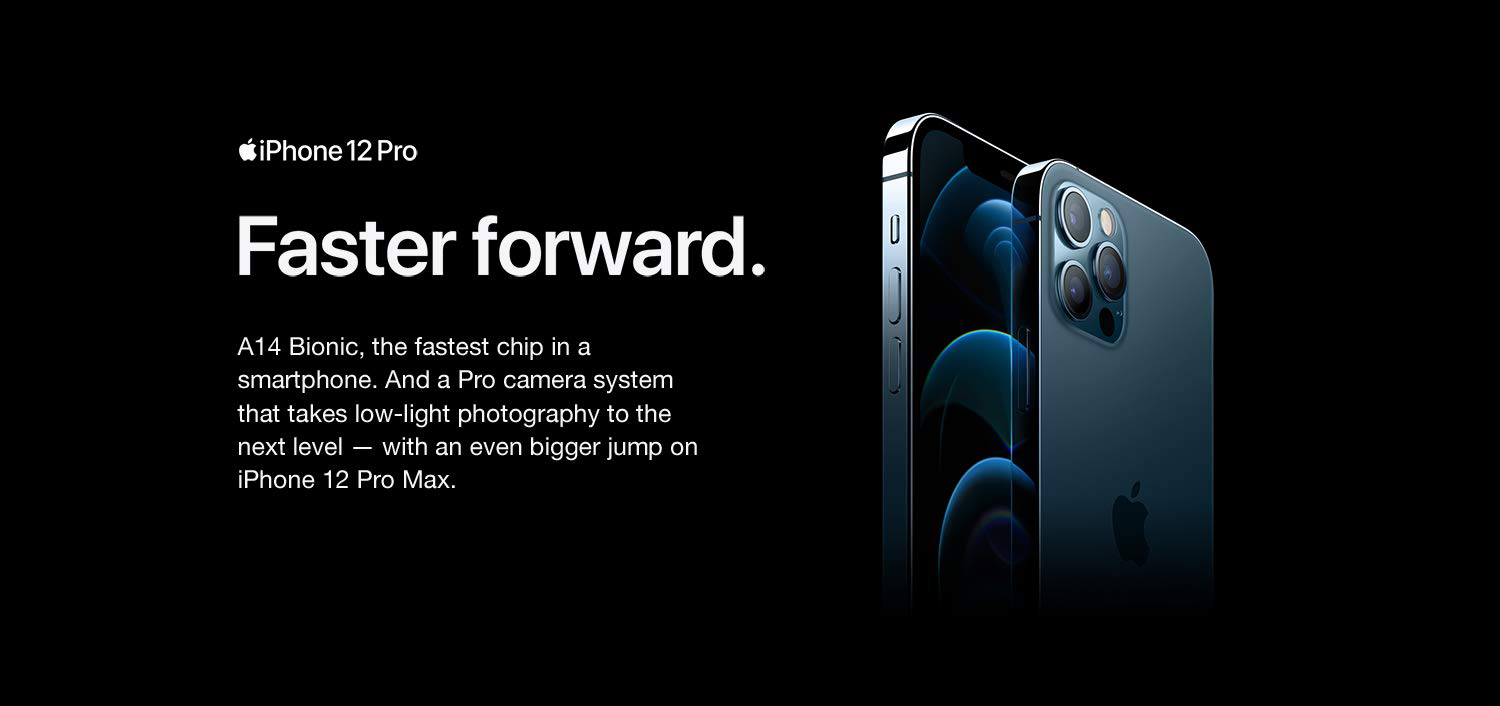 iPhone 12 Pro
Faster forward.
A14 Bionic, the fastest chip in a
smartphone. And a Pro camera system
that takes low-light photography to the
next level — with an even bigger jump on
iPhone 12 Pro Max.